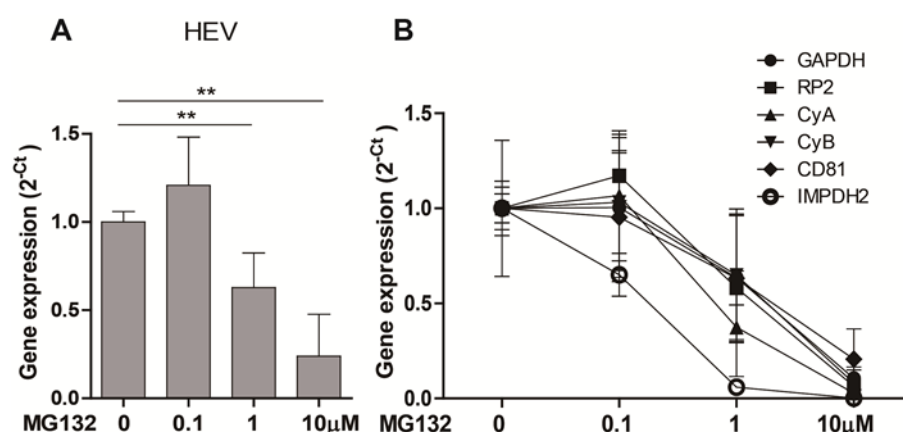 A
HEV
**
**
Gene expression (2^-Ct)
1.5
1.0
0.5
0.0
MG132 0 0.1 1 10μM
B
GAPDH
RP2
CyA
CyB
CD81
IMPDH2
Gene expression (2^-Ct)
1.5
1.0
0.5
0.0
MG132 0 0.1 1 10μM